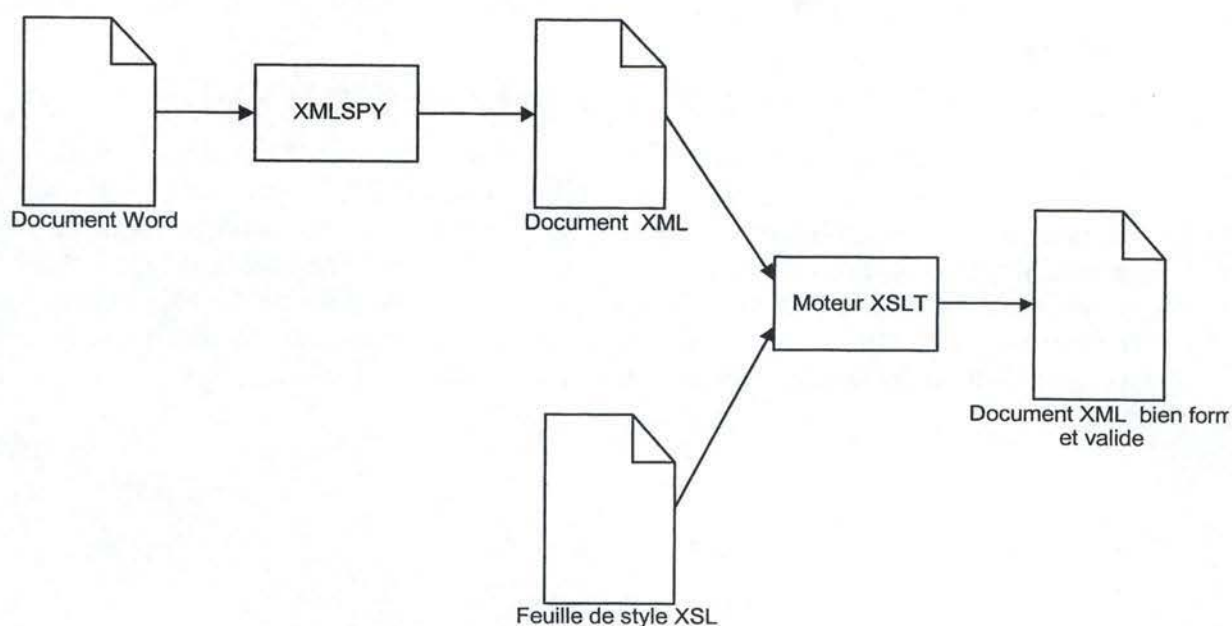 XMLSPY
Document Word
Document XML
Moteur XSLT
Document XML bien form
et valide
Feuille de style XSL